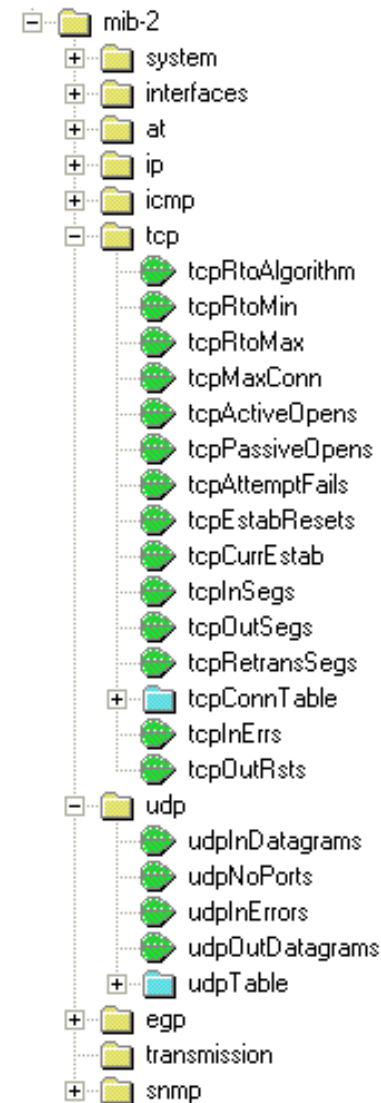 mib-2
system
interfaces
at
ip
icmp
tcp
tcpRtoAlgorithm
tcpRtoMin
tcpRtoMax
tcpMaxConn
tcpActiveOpens
tcpPassiveOpens
tcpAttemptFails
tcpEstabResets
tcpCurrEstab
tcpInSegs
tcpOutSegs
tcpRetransSegs
tcpConnTable
tcpInErrs
tcpOutRsts
udp
udpInDatagrams
udpNoPorts
udpInErrors
udpOutDatagrams
udpTable
egp
transmission
snmp